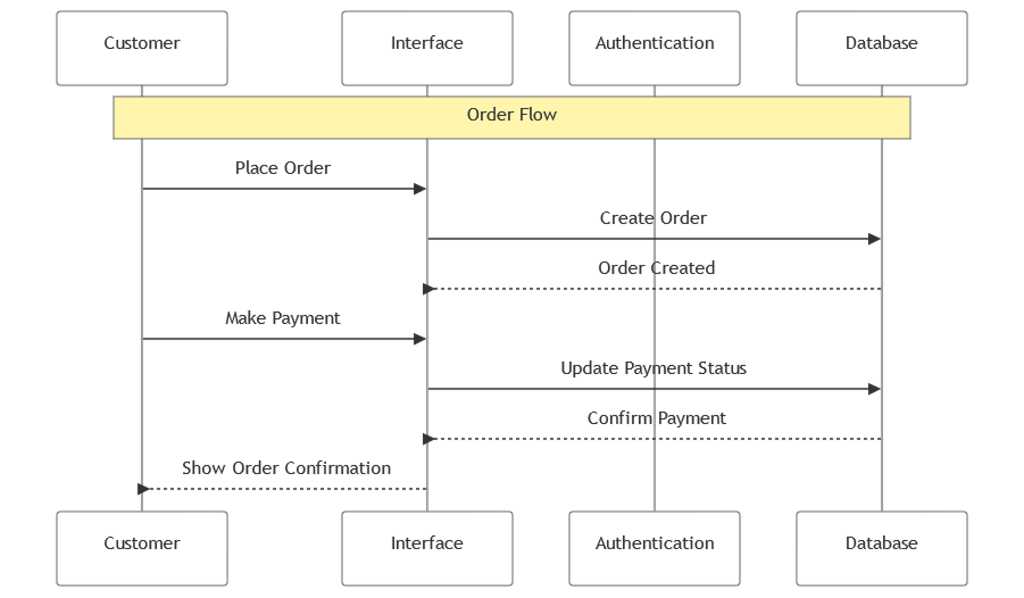 Customer
Interface
Authentication
Database
Order Flow
Place Order
Create Order
Order Created
Make Payment
Update Payment Status
Confirm Payment
Show Order Confirmation
Customer
Interface
Authentication
Database